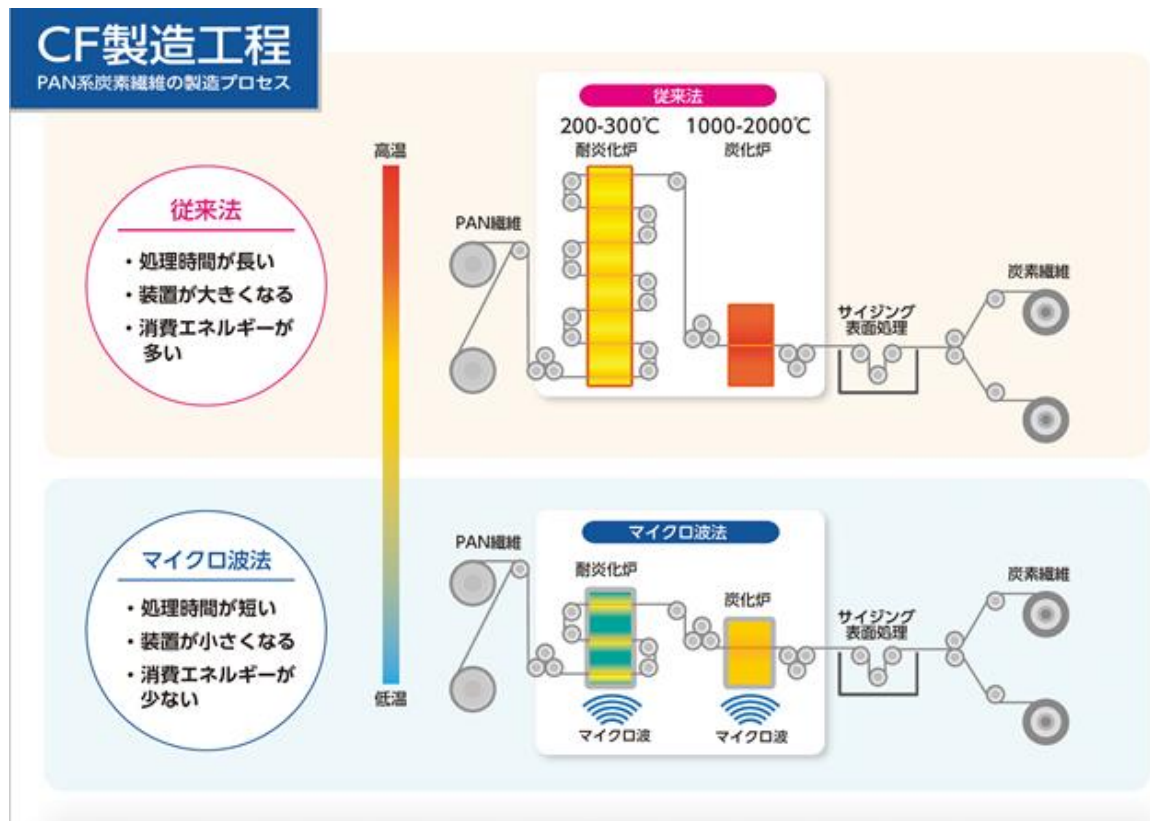 CF製造工程
PAN系炭素繊維の製造プロセス
従来法
200-300℃
耐炎化炉
1000-2000℃
炭化炉
高温
従来法
・処理時間が長い
・装置が大きくなる
・消費エネルギーが
多い
PAN繊維
サイジング
表面処理
炭素繊維
マイクロ波法
PAN繊維
耐炎化炉
炭化炉
マイクロ波法
・処理時間が短い
・装置が小さくなる
・消費エネルギーが
少ない
サイジング
表面処理
炭素繊維
低温
マイクロ波
マイクロ波